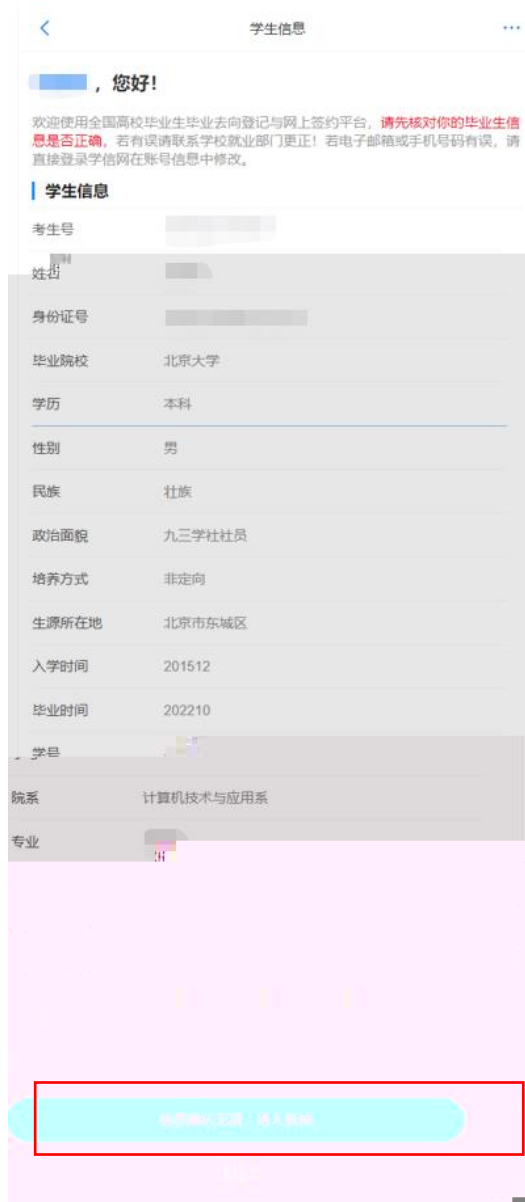 学生信息
，您好!
欢迎使用全国高校毕业生毕业去向登记与网上签约平台，请先核对你的毕业生信
息是否正确，若有误请联系学校就业部门更正！若电子邮箱或手机号码有误，请
直接登录学信网在账号信息中修改。
学生信息
考生号
姓名
身份证号
毕业院校 北京大学
学历 本科
性别 男
民族 壮族
政治面貌 九三学社社员
培养方式 非定向
生源所在地 北京市东城区
入学时间 201512
毕业时间 202210
学号
院系 计算机技术与应用系
专业